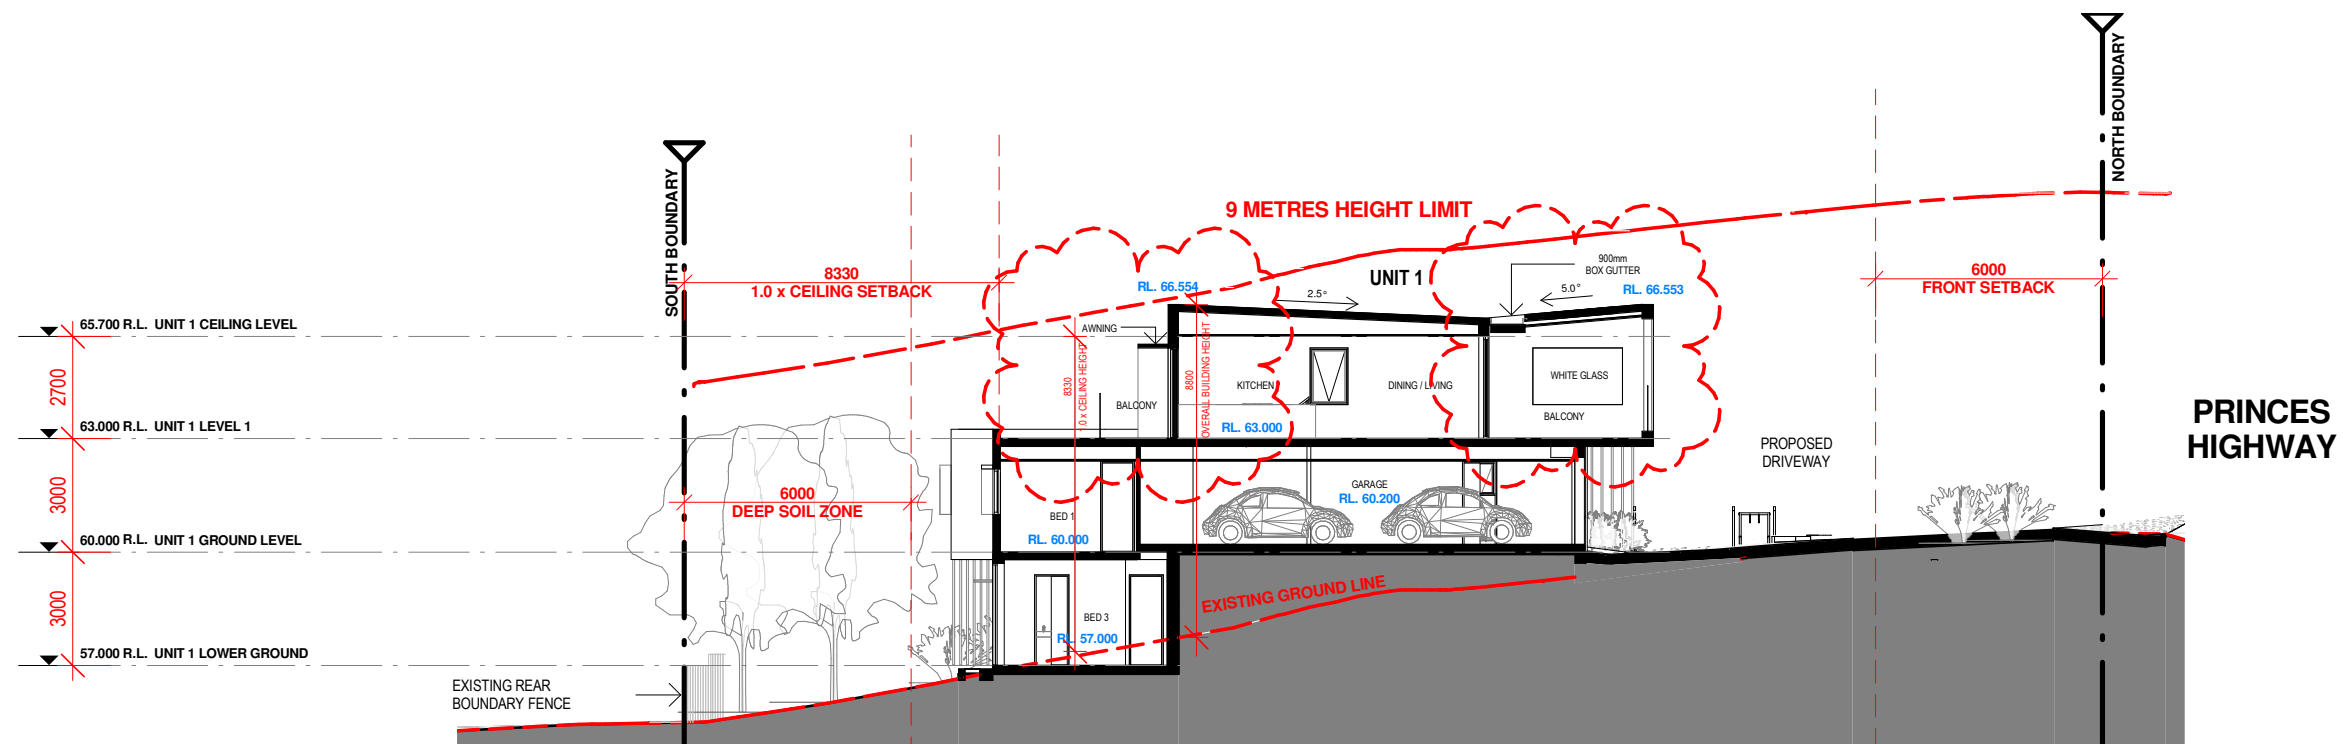 NORTH BOUNDARY
SOUTH BOUNDARY
9 METRES HEIGHT LIMIT
8330
1.0 x CEILING SETBACK
UNIT 1
900mm
BOX GUTTER
6000
FRONT SETBACK
RL. 66.554
2.5°
5.0°
RL. 66.553
65.700 R.L. UNIT 1 CEILING LEVEL
AWNING
2700
8330
1.0 x CEILING HEIGHT
8800
OVERALL BUILDING HEIGHT
KITCHEN
DINING / LIVING
WHITE GLASS
BALCONY
BALCONY
PRINCES
HIGHWAY
63.000 R.L. UNIT 1 LEVEL 1
RL. 63.000
PROPOSED
DRIVEWAY
3000
6000
DEEP SOIL ZONE
GARAGE
RL. 60.200
BED 1
RL. 60.000
60.000 R.L. UNIT 1 GROUND LEVEL
3000
EXISTING GROUND LINE
BED 3
RL. 57.000
57.000 R.L. UNIT 1 LOWER GROUND
EXISTING REAR
BOUNDARY FENCE